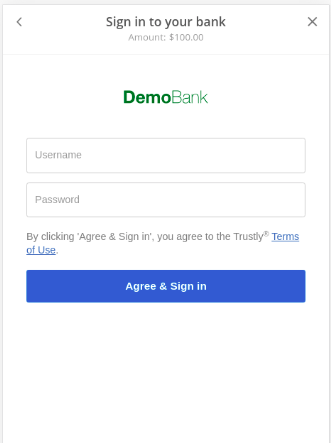 Sign in to your bank
Amount: $100.00
DemoBank
Username
Password
By clicking 'Agree & Sign in', you agree to the Trustly® Terms
of Use.
Agree & Sign in